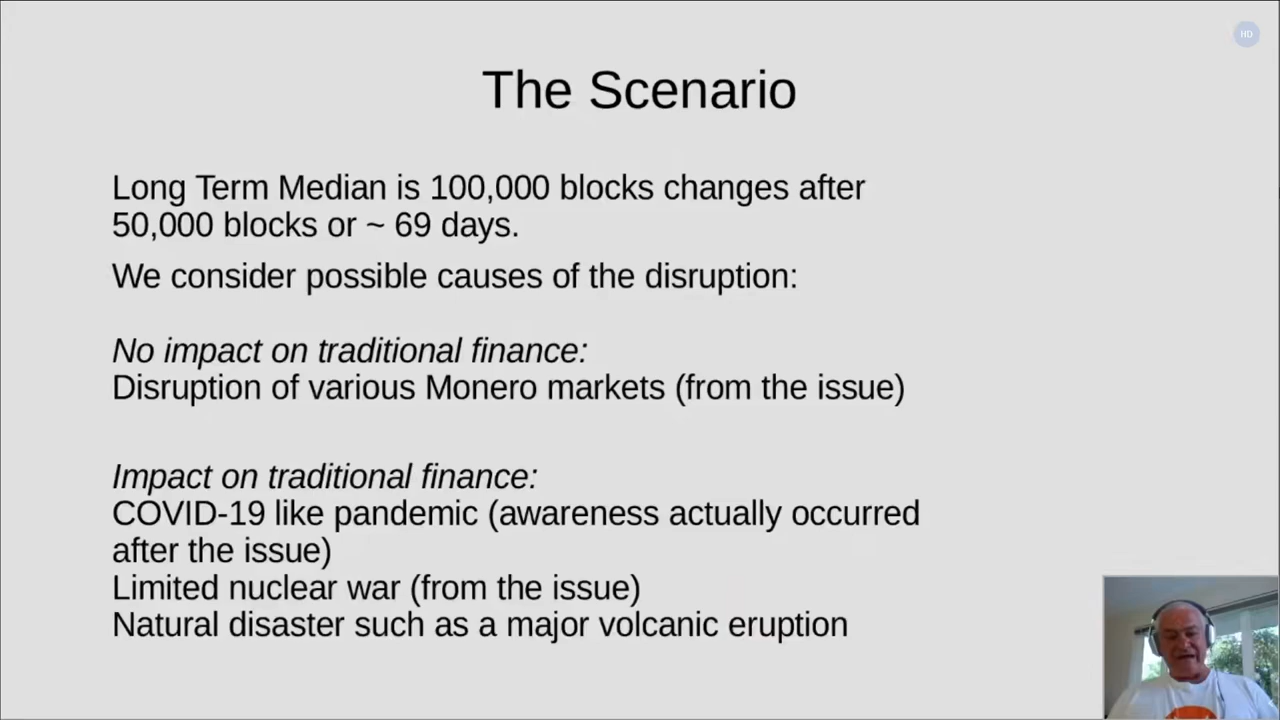 HD
The Scenario
Long Term Median is 100,000 blocks changes after
50,000 blocks or ~ 69 days.
We consider possible causes of the disruption:
No impact on traditional finance:
Disruption of various Monero markets (from the issue)
Impact on traditional finance:
COVID-19 like pandemic (awareness actually occurred
after the issue)
Limited nuclear war (from the issue)
Natural disaster such as a major volcanic eruption